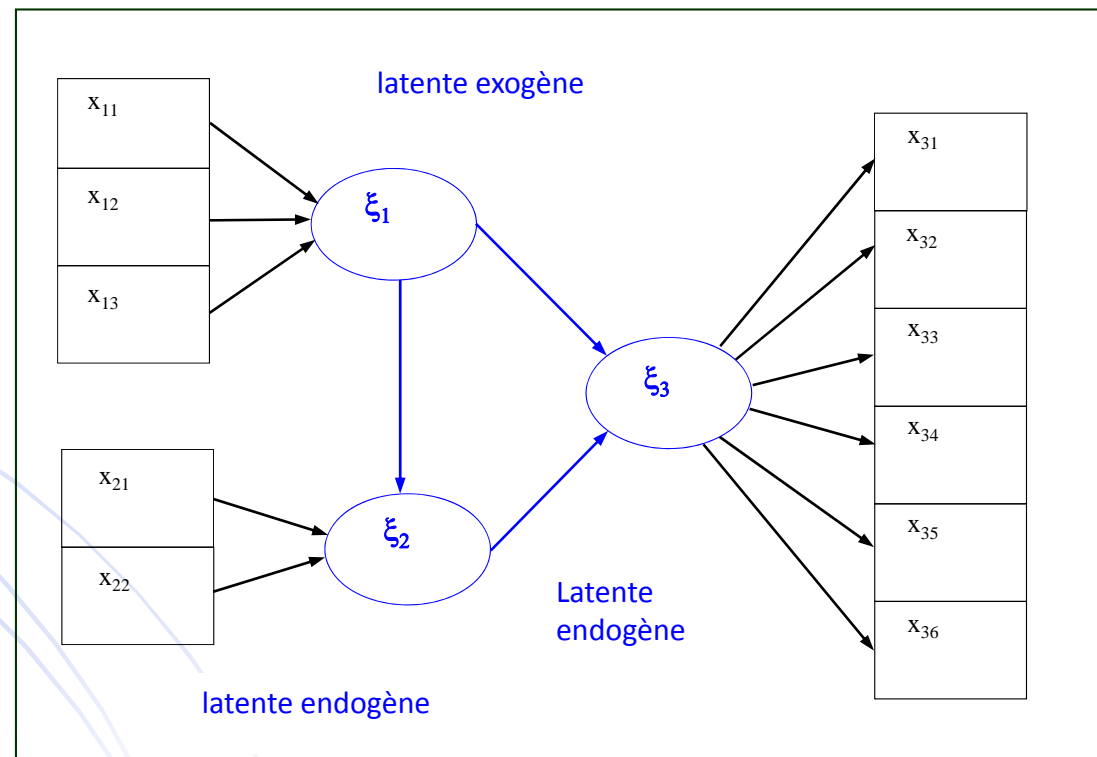 latente exogène
x₁₁
x₁₂
x₁₃
ξ₁
x₂₁
x₂₂
ξ₂
ξ₃
x₃₁
x₃₂
x₃₃
x₃₄
x₃₅
x₃₆
Latente
endogène
latente endogène